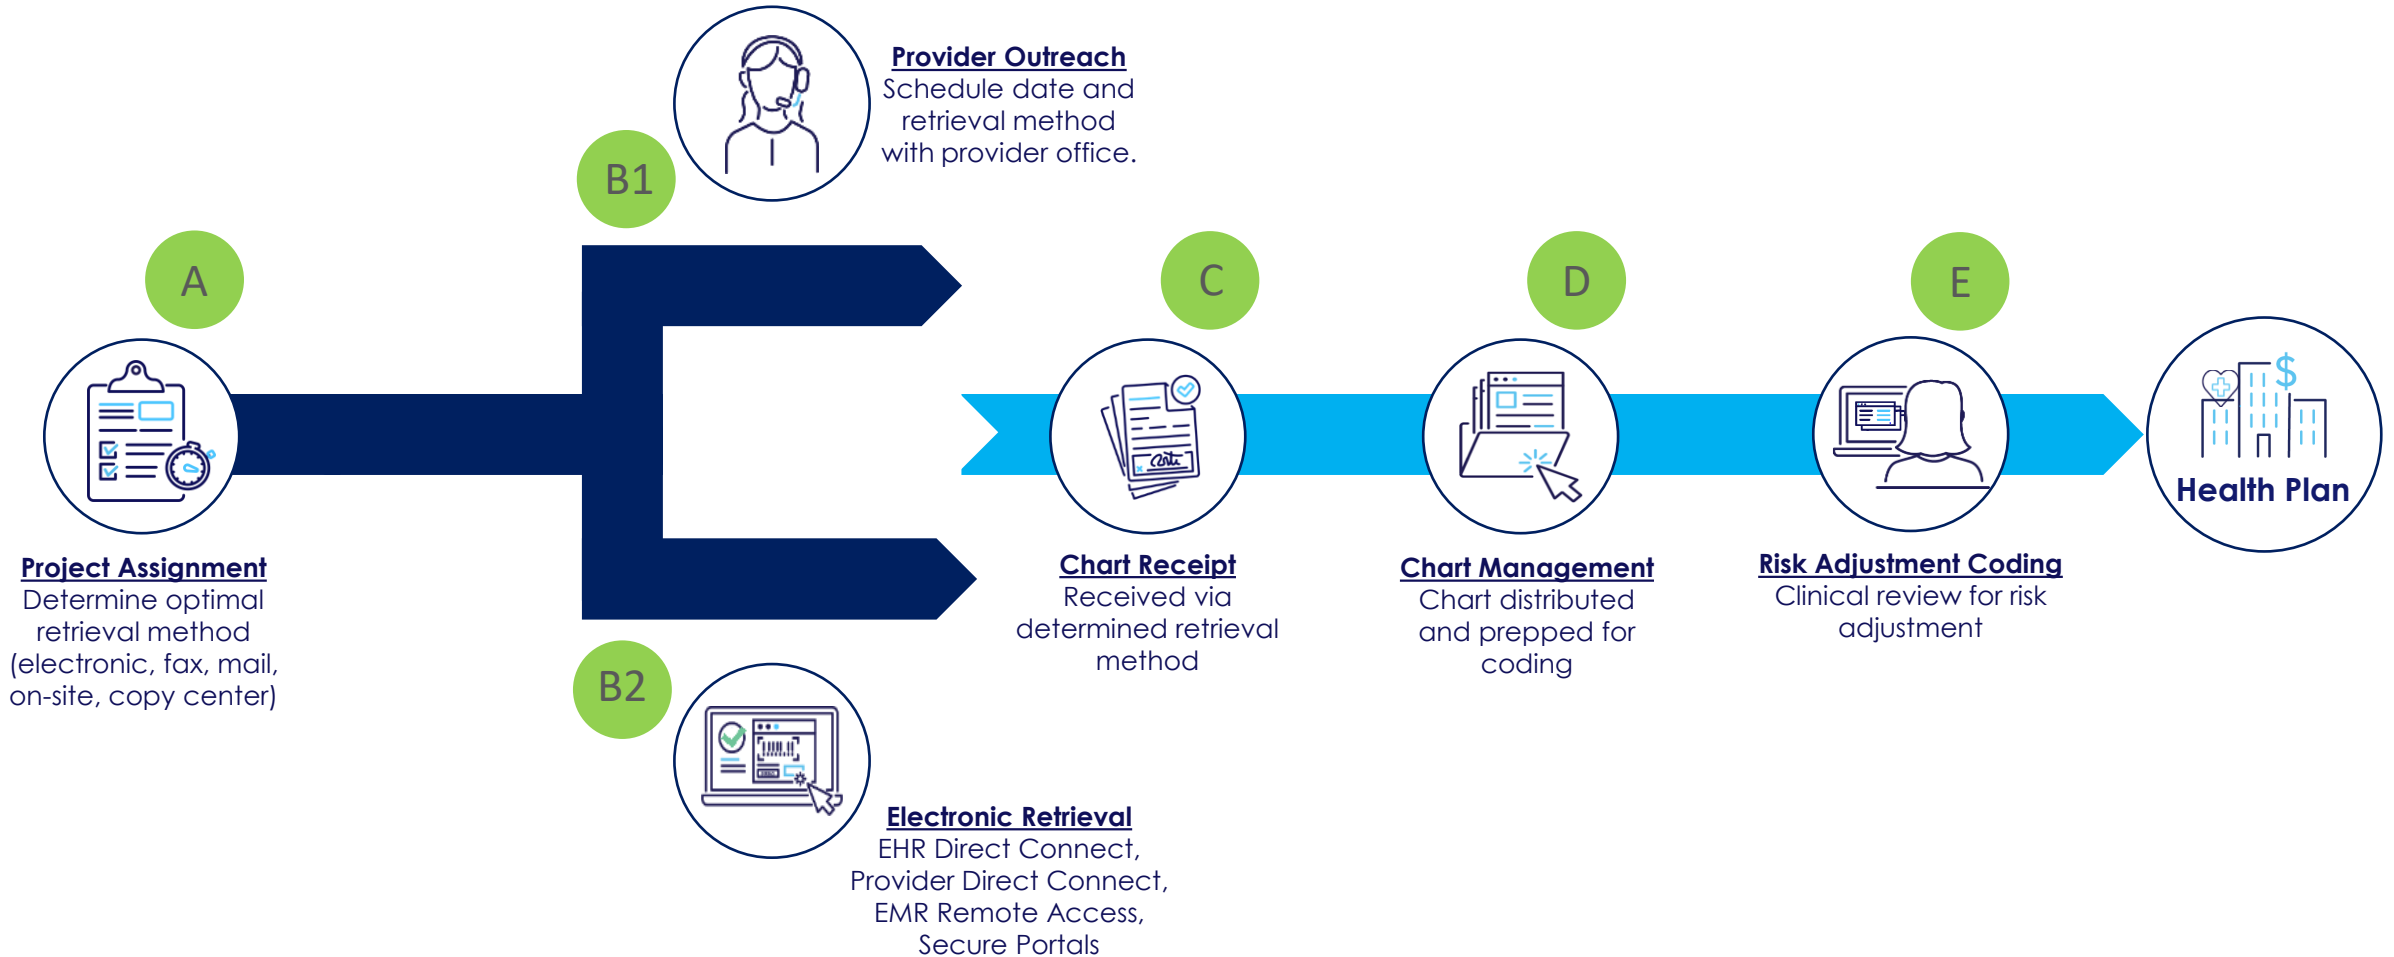 A
Project Assignment
Determine optimal
retrieval method
(electronic, fax, mail,
on-site, copy center)
B1
Provider Outreach
Schedule date and
retrieval method
with provider office.
B2
Electronic Retrieval
EHR Direct Connect,
Provider Direct Connect,
EMR Remote Access,
Secure Portals
C
Chart Receipt
Received via
determined retrieval
method
D
Chart Management
Chart distributed
and prepped for
coding
E
Risk Adjustment Coding
Clinical review for risk
adjustment
$
Health Plan